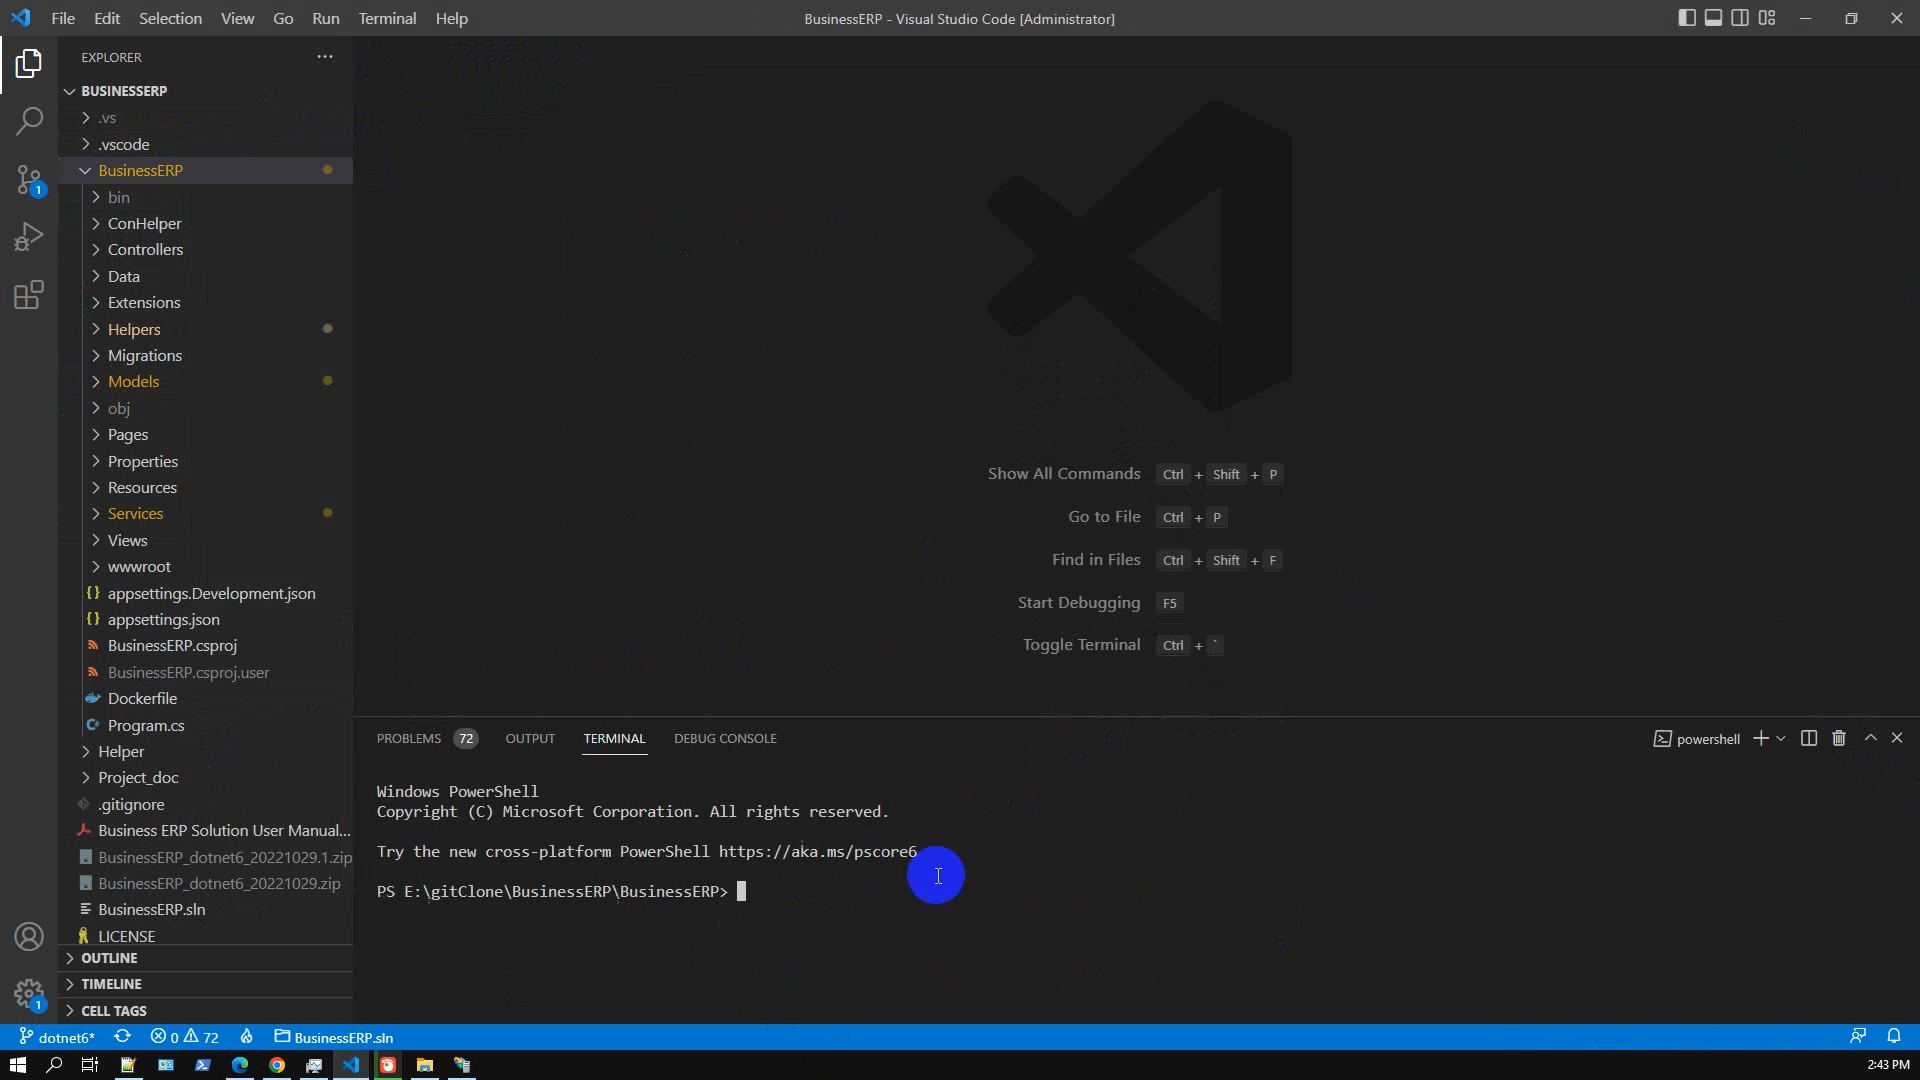 File Edit Selection View Go Run Terminal Help
BusinessERP - Visual Studio Code [Administrator]
EXPLORER
BUSINESSERP
.vs
.vscode
BusinessERP
bin
ConHelper
Controllers
Data
Extensions
Helpers
Migrations
Models
obj
Pages
Properties
Resources
Services
Views
wwwroot
appsettings.Development.json
appsettings.json
BusinessERP.csproj
BusinessERP.csproj.user
Dockerfile
Program.cs
Helper
Project_doc
.gitignore
Business ERP Solution User Manual...
BusinessERP_dotnet6_20221029.1.zip
BusinessERP_dotnet6_20221029.zip
BusinessERP.sln
LICENSE
OUTLINE
TIMELINE
CELL TAGS
1
1
Show All Commands Ctrl + Shift + P
Go to File Ctrl + P
Find in Files Ctrl + Shift + F
Start Debugging F5
Toggle Terminal Ctrl + `
PROBLEMS 72 OUTPUT TERMINAL DEBUG CONSOLE
powershell
Windows PowerShell
Copyright (C) Microsoft Corporation. All rights reserved.
Try the new cross-platform PowerShell https://aka.ms/pscore6
PS E:\gitClone\BusinessERP\BusinessERP>
dotnet6* 0 72 BusinessERP.sln
2:43 PM